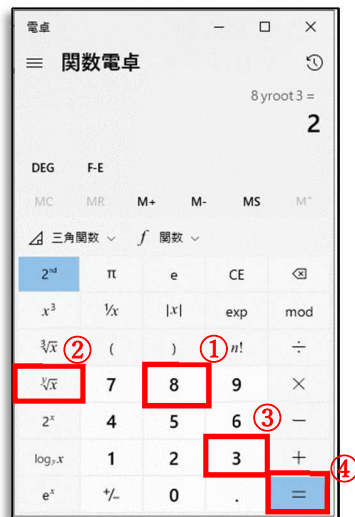 電卓
関数電卓
8 yroot 3 =
2
DEG F-E
MC MR M+ M- MS M˅
三角関数 f 関数
2ⁿᵈ π e CE
x³ ¹/x |x| exp mod
③ ∛x ② ( ) ① n! ÷
ʸ√x 7 8 9 ×
2ˣ 4 5 6 ③ −
logᵧx 1 2 3 + ④
eˣ +/− 0 . =